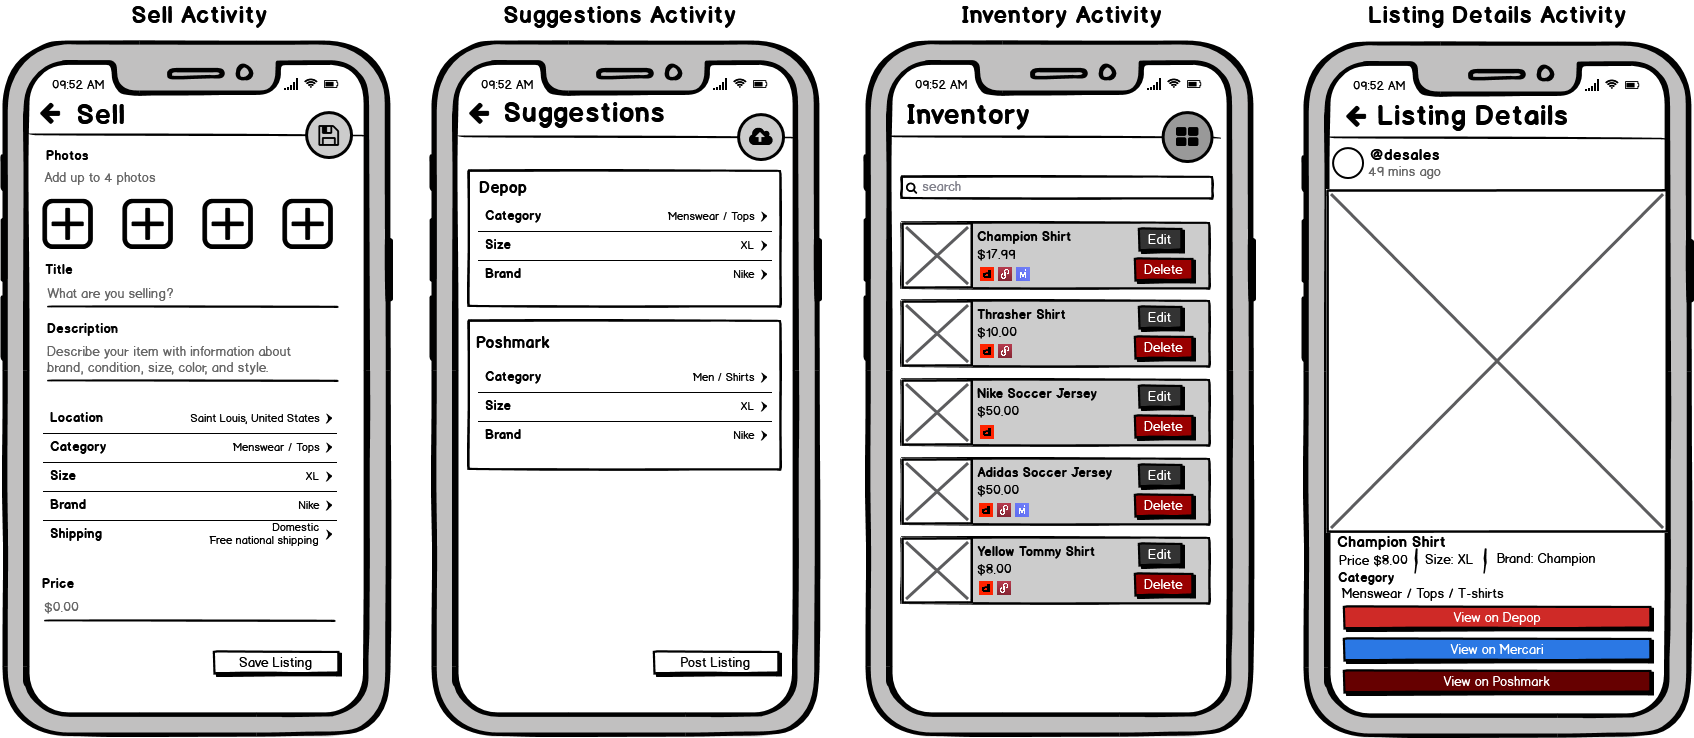 Sell Activity
09:52 AM
Sell
Photos
Add up to 4 photos
Title
What are you selling?
Description
Describe your item with information about
brand, condition, size, color, and style.
Location Saint Louis, United States
Category Menswear / Tops
Size XL
Brand Nike
Shipping Domestic
Free national shipping
Price
$0.00
Save Listing
Suggestions Activity
09:52 AM
Suggestions
Depop
Category Menswear / Tops
Size XL
Brand Nike
Poshmark
Category Men / Shirts
Size XL
Brand Nike
Post Listing
Inventory Activity
09:52 AM
Inventory
search
Champion Shirt Edit
$17.99
d P M Delete
Thrasher Shirt Edit
$10.00
d P Delete
Nike Soccer Jersey Edit
$50.00
d Delete
Adidas Soccer Jersey Edit
$50.00
d P M Delete
Yellow Tommy Shirt Edit
$8.00
d P Delete
Listing Details Activity
09:52 AM
Listing Details
@desales
49 mins ago
Champion Shirt
Price $8.00 Size: XL Brand: Champion
Category
Menswear / Tops / T-shirts
View on Depop
View on Mercari
View on Poshmark